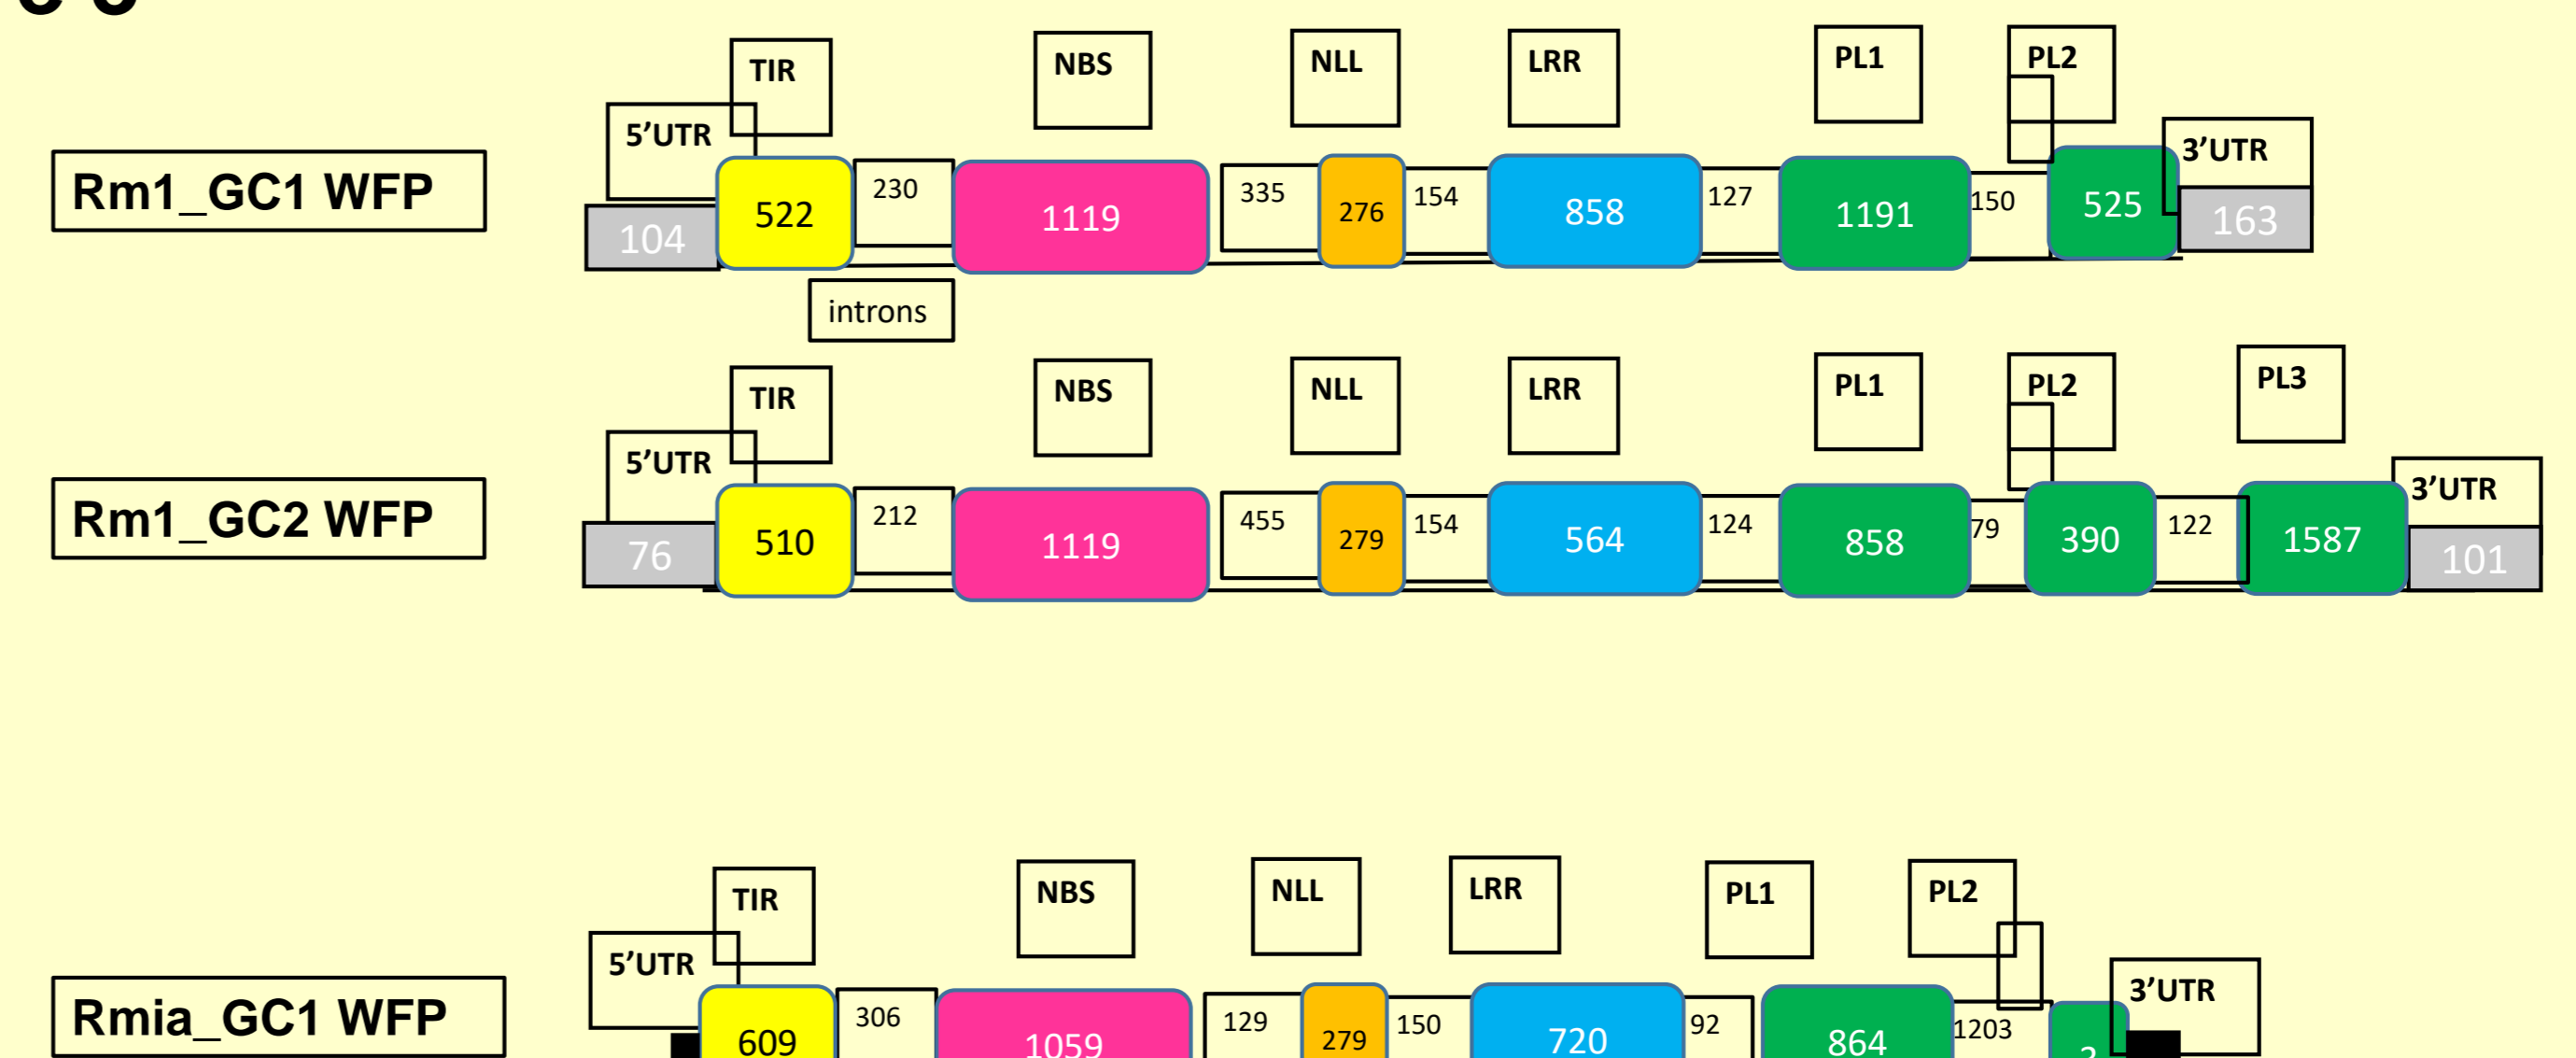 TIR NBS NLL LRR PL1 PL2
5’UTR 3’UTR
Rm1_GC1 WFP 104 522 230 1119 335 276 154 858 127 1191 150 525 163
introns
TIR NBS NLL LRR PL1 PL2 PL3
5’UTR 3’UTR
Rm1_GC2 WFP 76 510 212 1119 455 279 154 564 124 858 79 390 122 1587 101
TIR NBS NLL LRR PL1 PL2
5’UTR 3’UTR
Rmia_GC1 WFP 609 306 1059 129 279 150 720 92 864 1203